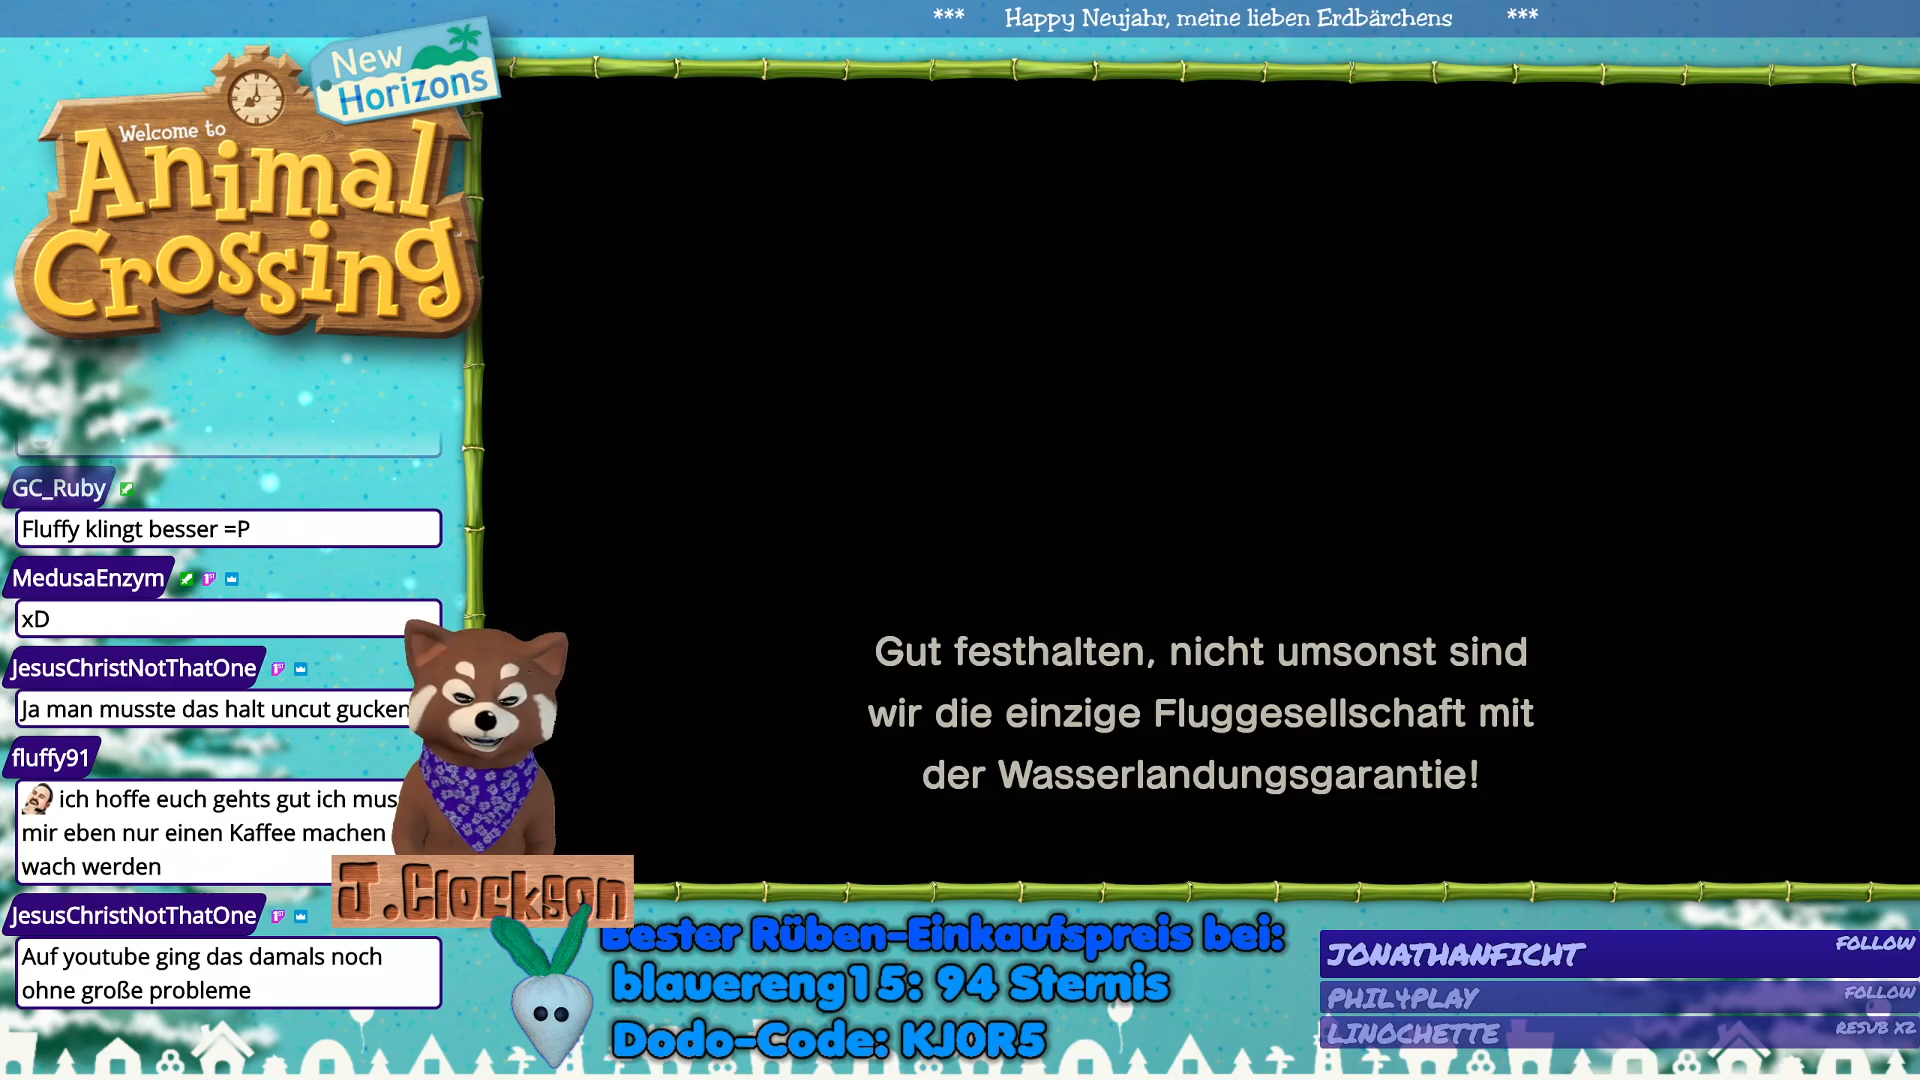 *** Happy Neujahr, meine lieben Erdbärchens ***
New
Horizons
Welcome to
Animal
Crossing
GC_Ruby
Fluffy klingt besser =P
MedusaEnzym
xD
JesusChristNotThatOne
Ja man musste das halt uncut gucken
fluffy91
ich hoffe euch gehts gut ich mus
mir eben nur einen Kaffee machen
wach werden
JesusChristNotThatOne
Auf youtube ging das damals noch
ohne große probleme
Gut festhalten, nicht umsonst sind
wir die einzige Fluggesellschaft mit
der Wasserlandungsgarantie!
J.Clockson
Bester Rüben-Einkaufspreis bei:
blauereng15: 94 Sternis
Dodo-Code: KJ0R5
JONATHANFICHT FOLLOW
PHIL4PLAY FOLLOW
LINOCHETTE RESUB X2